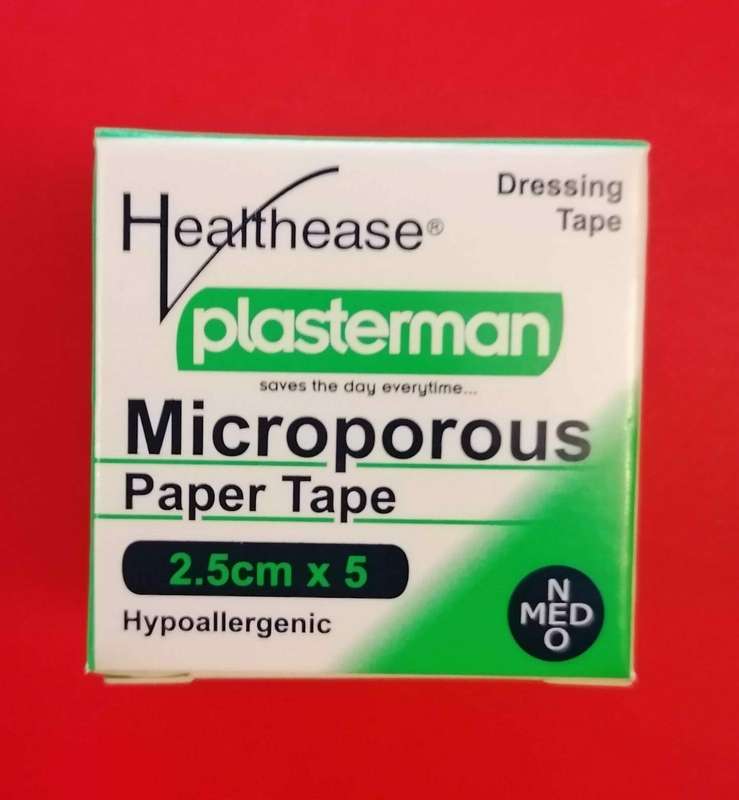 Healthease®
Dressing
Tape
plasterman
saves the day everytime...
Microporous
Paper Tape
2.5cm x 5
Hypoallergenic
N
MED
O